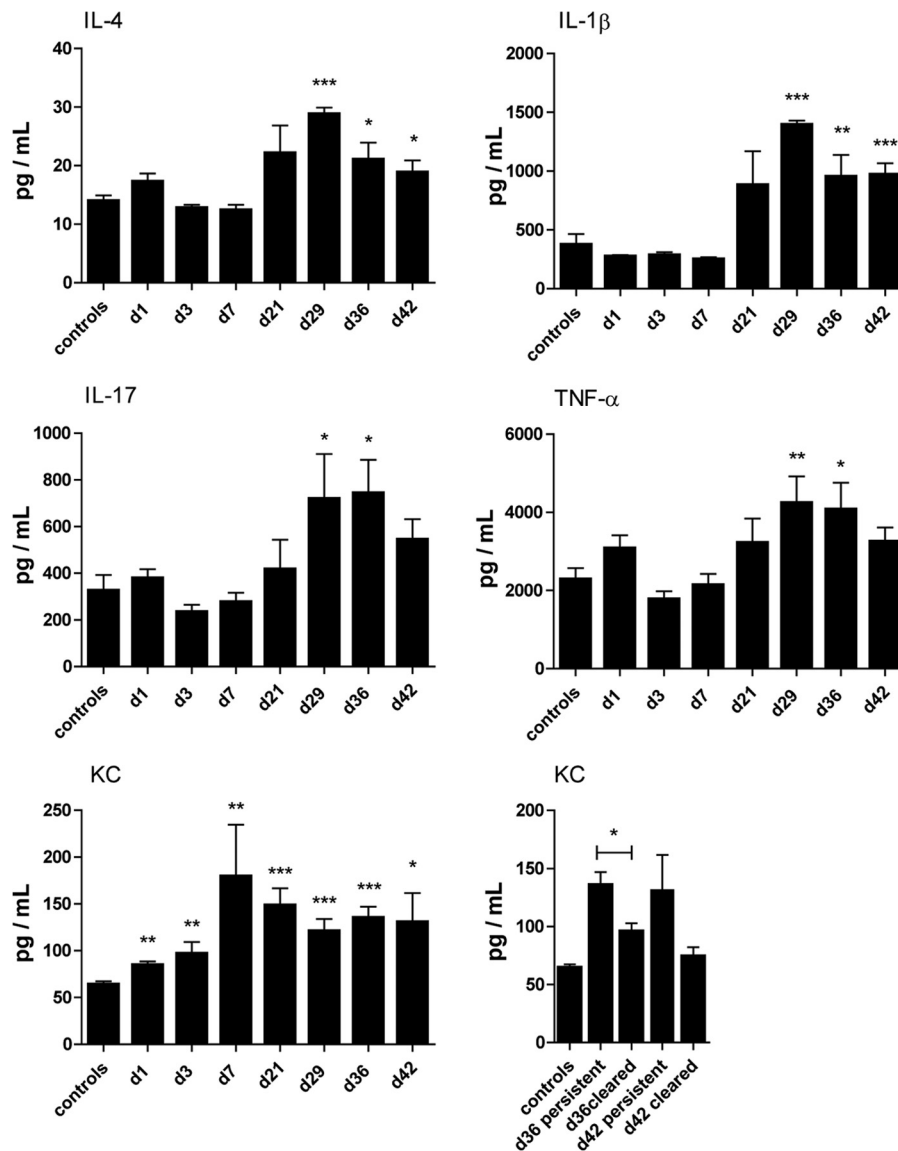 IL-4
pg / mL
40
30
20
10
0
***
*
*
controls d1 d3 d7 d21 d29 d36 d42
IL-1β
pg / mL
2000
1500
1000
500
0
***
**
***
controls d1 d3 d7 d21 d29 d36 d42
IL-17
pg / mL
1000
800
600
400
200
0
*
*
controls d1 d3 d7 d21 d29 d36 d42
TNF-α
pg / mL
6000
4000
2000
0
**
*
controls d1 d3 d7 d21 d29 d36 d42
KC
pg / mL
250
200
150
100
50
0
**
**
**
***
***
***
*
controls d1 d3 d7 d21 d29 d36 d42
KC
pg / mL
200
150
100
50
0
*
controls
d36 persistent
d36cleared
d42 persistent
d42 cleared